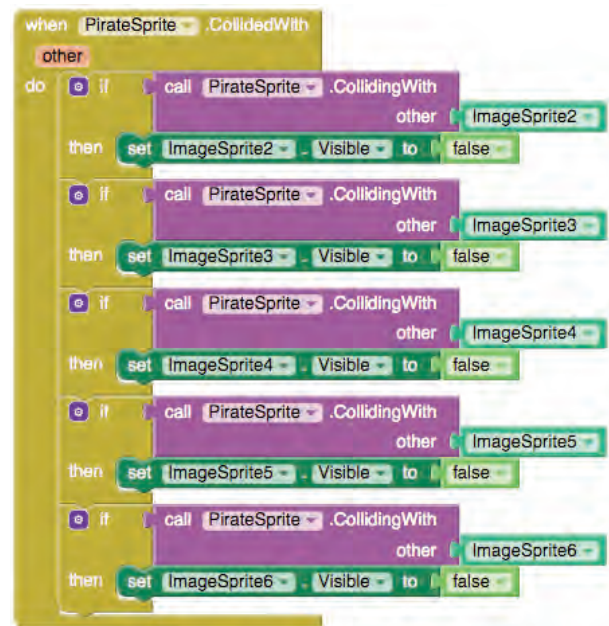 when PirateSprite .CollidedWith
other
do if call PirateSprite .CollidingWith
other ImageSprite2
then set ImageSprite2 . Visible to false
if call PirateSprite .CollidingWith
other ImageSprite3
then set ImageSprite3 . Visible to false
if call PirateSprite .CollidingWith
other ImageSprite4
then set ImageSprite4 . Visible to false
if call PirateSprite .CollidingWith
other ImageSprite5
then set ImageSprite5 . Visible to false
if call PirateSprite .CollidingWith
other ImageSprite6
then set ImageSprite6 . Visible to false